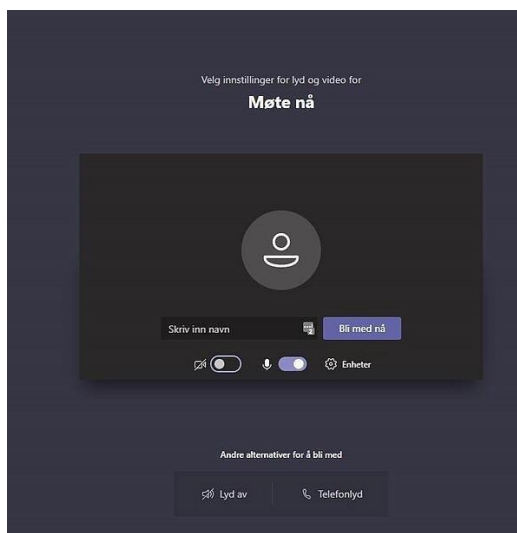 Velg innstillinger for lyd og video for
Møte nå
Skriv inn navn
Bli med nå
Enheter
Andre alternativer for å bli med
Lyd av
Telefonlyd